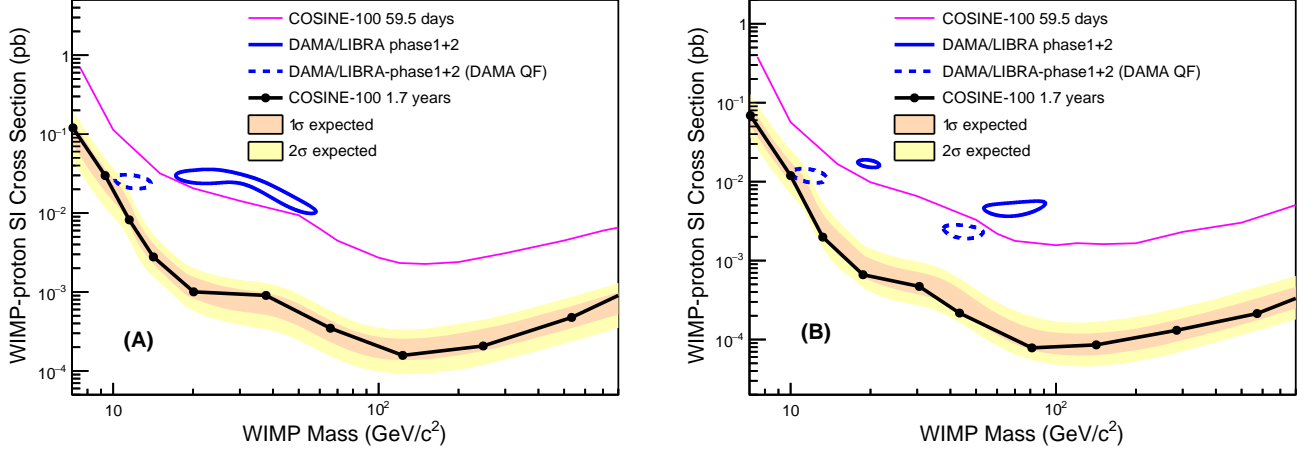 COSINE-100 59.5 days
DAMA/LIBRA phase1+2
DAMA/LIBRA-phase1+2 (DAMA QF)
COSINE-100 1.7 years
1σ expected
2σ expected
WIMP-proton SI Cross Section (pb)
1
10⁻¹
10⁻²
10⁻³
10⁻⁴
(A)
10
10²
WIMP Mass (GeV/c²)
COSINE-100 59.5 days
DAMA/LIBRA phase1+2
DAMA/LIBRA-phase1+2 (DAMA QF)
COSINE-100 1.7 years
1σ expected
2σ expected
WIMP-proton SI Cross Section (pb)
1
10⁻¹
10⁻²
10⁻³
10⁻⁴
(B)
10
10²
WIMP Mass (GeV/c²)